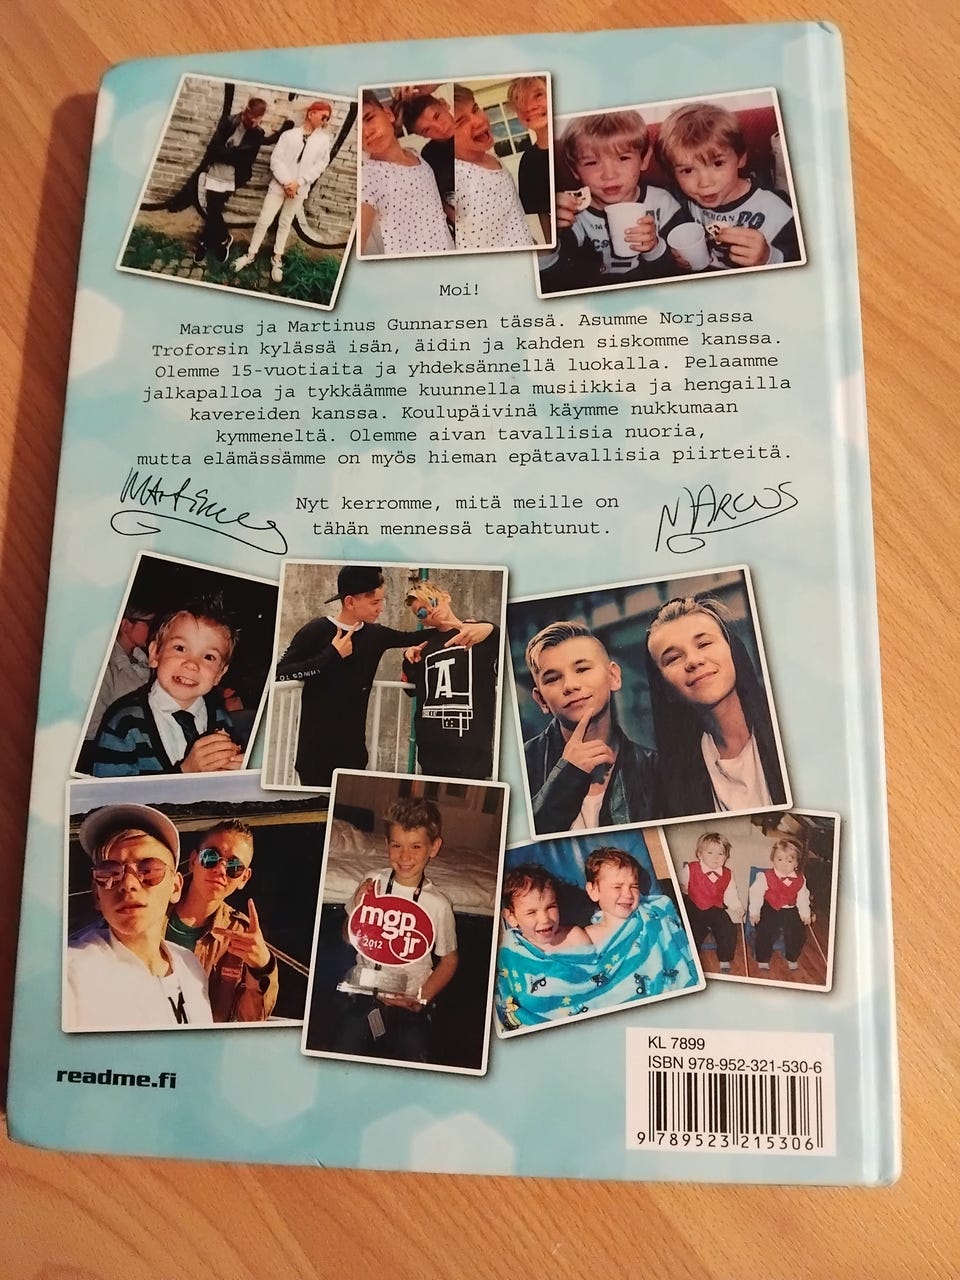 Moi!
Marcus ja Martinus Gunnarsen tässä. Asumme Norjassa
Troforsin kylässä isän, äidin ja kahden siskomme kanssa.
Olemme 15-vuotiaita ja yhdeksännellä luokalla. Pelaamme
jalkapalloa ja tykkäämme kuunnella musiikkia ja hengailla
kavereiden kanssa. Koulupäivinä käymme nukkumaan
kymmeneltä. Olemme aivan tavallisia nuoria,
mutta elämässämme on myös hieman epätavallisia piirteitä.
Martinus
Nyt kerromme, mitä meille on
tähän mennessä tapahtunut.
MARCUS
A
mgp
jr
2012
readme.fi
KL 7899
ISBN 978-952-321-530-6
9 789523 215306